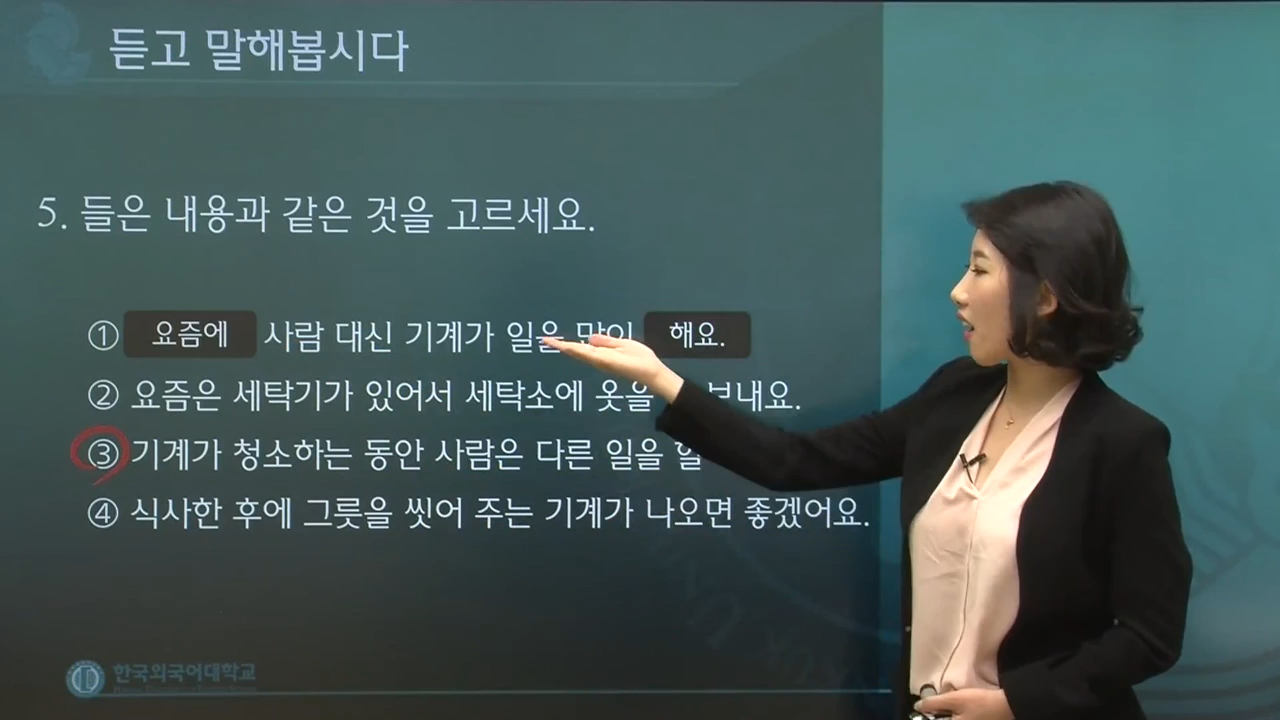 듣고 말해봅시다
5. 들은 내용과 같은 것을 고르세요.
① 요즘에 사람 대신 기계가 일을 많이 해요.
② 요즘은 세탁기가 있어서 세탁소에 옷을 보내요.
③ 기계가 청소하는 동안 사람은 다른 일을 할
④ 식사한 후에 그릇을 씻어 주는 기계가 나오면 좋겠어요.
한국외국어대학교